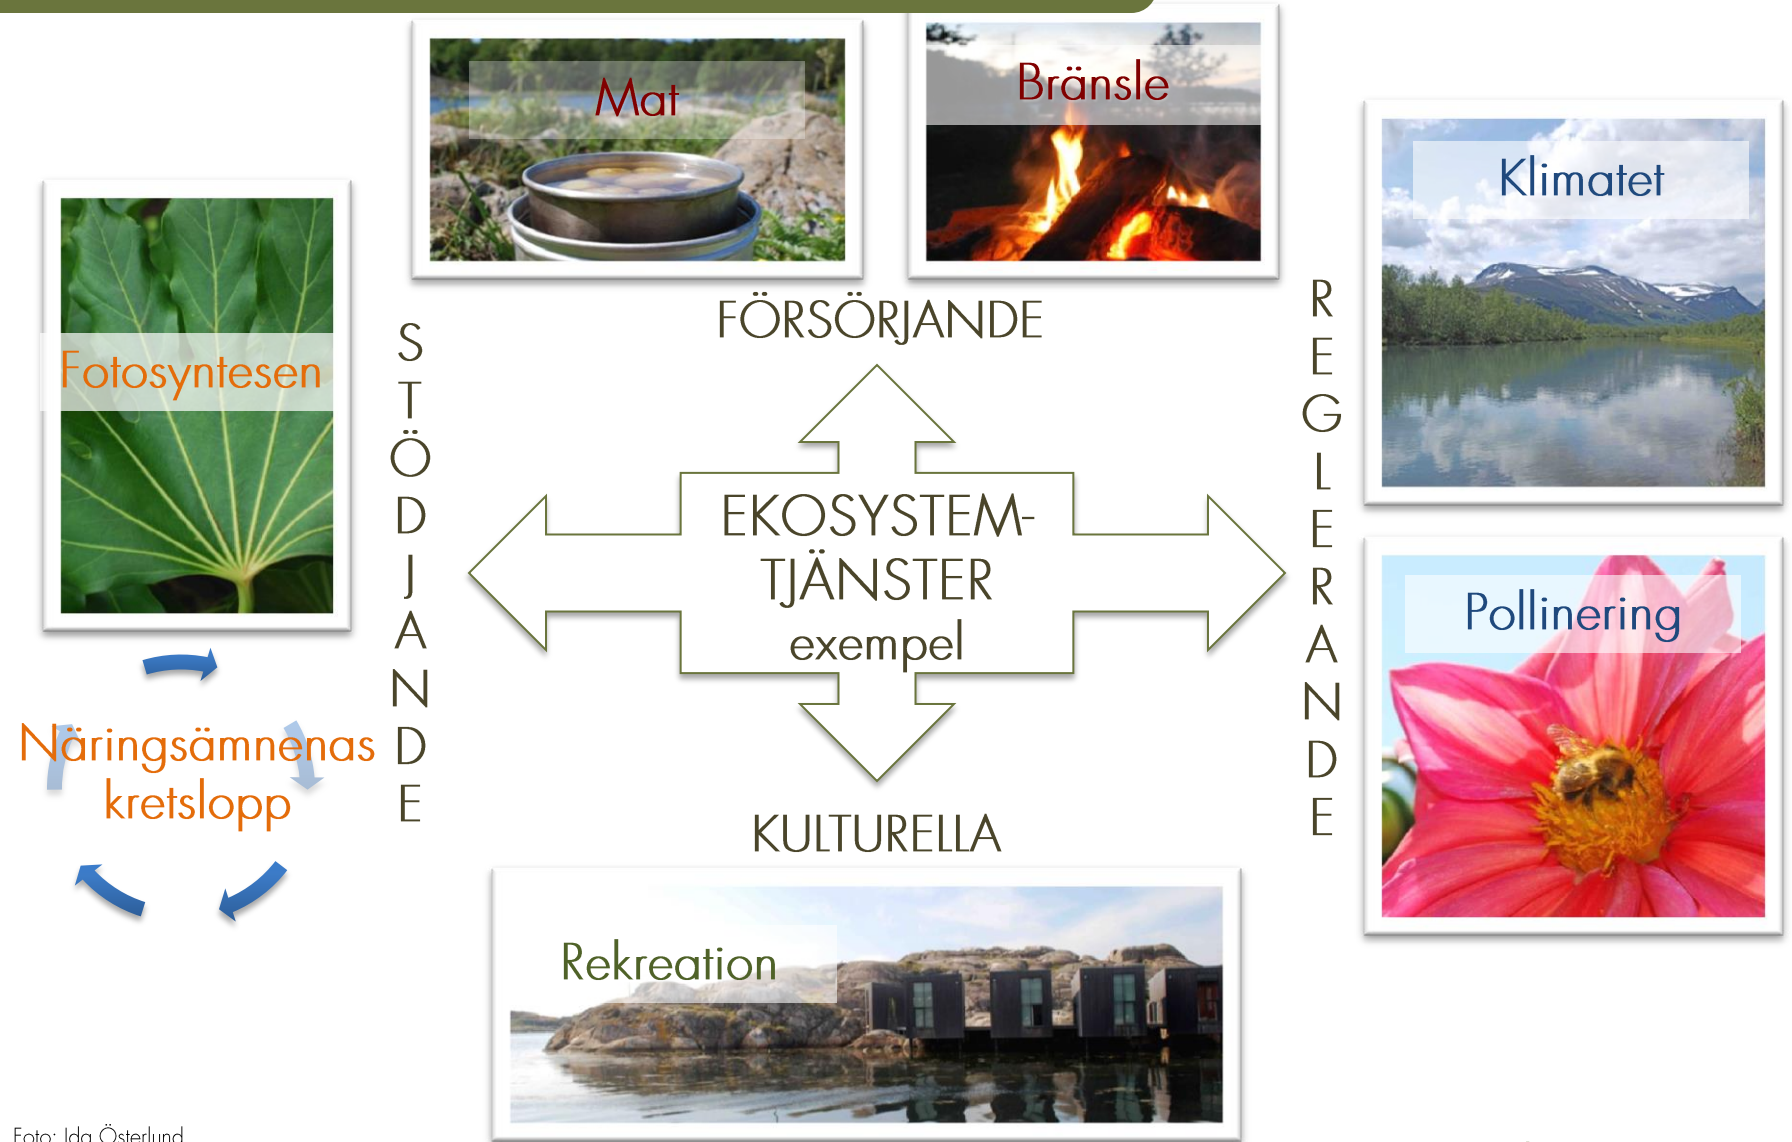 Mat
Bränsle
Klimatet
FÖRSÖRJANDE
Fotosyntesen
STÖDJANDE
REGLERANDE
EKOSYSTEM-
TJÄNSTER
exempel
Pollinering
Näringsämnenas
kretslopp
KULTURELLA
Rekreation
Foto: Ida Österlund